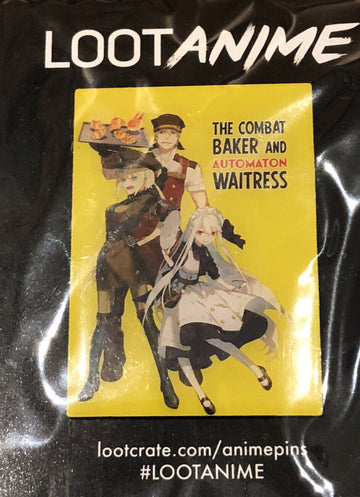 LOOTANIME
THE COMBAT
BAKER AND
AUTOMATON
WAITRESS
lootcrate.com/animepins
#LOOTANIME